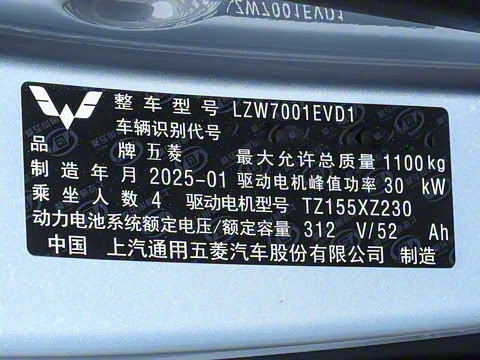 LZW7001EVD1
整车型号 LZW7001EVD1
车辆识别代号
品 牌 五菱 最大允许总质量 1100kg
制造年月 2025-01 驱动电机峰值功率 30 kW
乘坐人数 4 驱动电机型号 TZ155XZ230
动力电池系统额定电压/额定容量 312 V/52 Ah
中国 上汽通用五菱汽车股份有限公司 制造